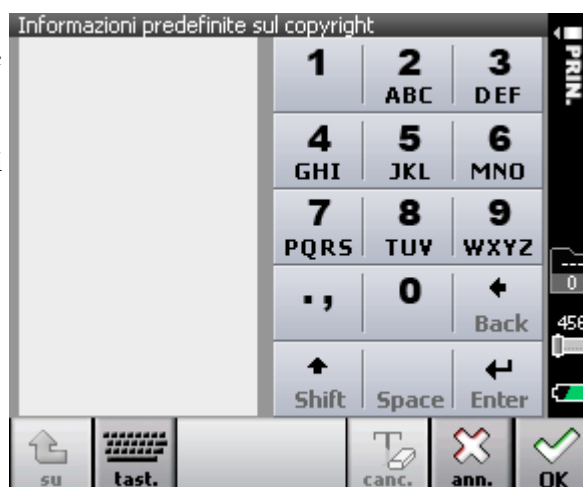 Informazioni predefinite sul copyright
PRIN.
1 2 3
ABC DEF
4 5 6
GHI JKL MNO
7 8 9
PQRS TUV WXYZ
., 0
Back
Shift Space Enter
0
458
su tast. canc. ann. OK